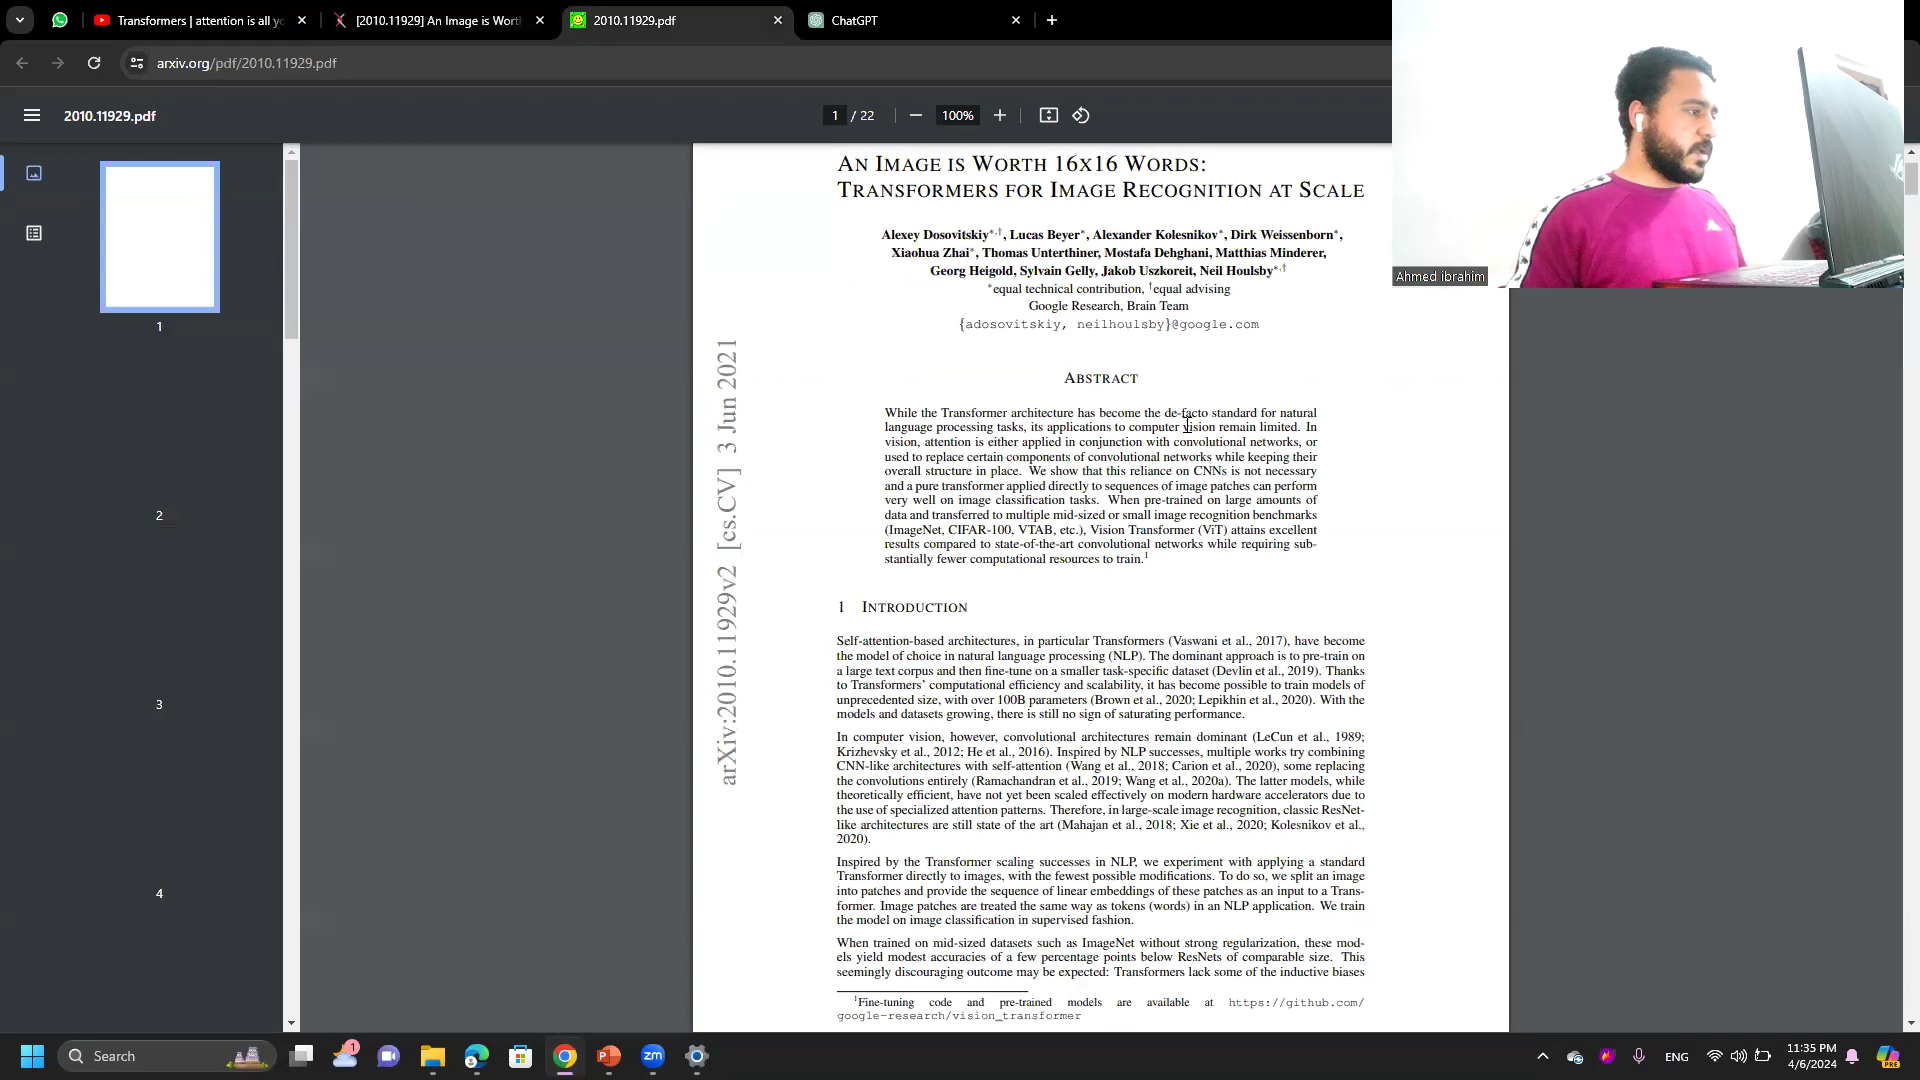 Transformers | attention is all yo
[2010.11929] An Image is Worth
2010.11929.pdf
ChatGPT
arxiv.org/pdf/2010.11929.pdf
2010.11929.pdf
1 / 22
100%
Ahmed ibrahim
1
2
3
4
arXiv:2010.11929v2 [cs.CV] 3 Jun 2021
AN IMAGE IS WORTH 16X16 WORDS:
TRANSFORMERS FOR IMAGE RECOGNITION AT SCALE
Alexey Dosovitskiy*,†, Lucas Beyer*, Alexander Kolesnikov*, Dirk Weissenborn*,
Xiaohua Zhai*, Thomas Unterthiner, Mostafa Dehghani, Matthias Minderer,
Georg Heigold, Sylvain Gelly, Jakob Uszkoreit, Neil Houlsby*,†
*equal technical contribution, †equal advising
Google Research, Brain Team
{adosovitskiy, neilhoulsby}@google.com
ABSTRACT
While the Transformer architecture has become the de-facto standard for natural
language processing tasks, its applications to computer vision remain limited. In
vision, attention is either applied in conjunction with convolutional networks, or
used to replace certain components of convolutional networks while keeping their
overall structure in place. We show that this reliance on CNNs is not necessary
and a pure transformer applied directly to sequences of image patches can perform
very well on image classification tasks. When pre-trained on large amounts of
data and transferred to multiple mid-sized or small image recognition benchmarks
(ImageNet, CIFAR-100, VTAB, etc.), Vision Transformer (ViT) attains excellent
results compared to state-of-the-art convolutional networks while requiring sub-
stantially fewer computational resources to train.1
1 INTRODUCTION
Self-attention-based architectures, in particular Transformers (Vaswani et al., 2017), have become
the model of choice in natural language processing (NLP). The dominant approach is to pre-train on
a large text corpus and then fine-tune on a smaller task-specific dataset (Devlin et al., 2019). Thanks
to Transformers' computational efficiency and scalability, it has become possible to train models of
unprecedented size, with over 100B parameters (Brown et al., 2020; Lepikhin et al., 2020). With the
models and datasets growing, there is still no sign of saturating performance.
In computer vision, however, convolutional architectures remain dominant (LeCun et al., 1989;
Krizhevsky et al., 2012; He et al., 2016). Inspired by NLP successes, multiple works try combining
CNN-like architectures with self-attention (Wang et al., 2018; Carion et al., 2020), some replacing
the convolutions entirely (Ramachandran et al., 2019; Wang et al., 2020a). The latter models, while
theoretically efficient, have not yet been scaled effectively on modern hardware accelerators due to
the use of specialized attention patterns. Therefore, in large-scale image recognition, classic ResNet-
like architectures are still state of the art (Mahajan et al., 2018; Xie et al., 2020; Kolesnikov et al.,
2020).
Inspired by the Transformer scaling successes in NLP, we experiment with applying a standard
Transformer directly to images, with the fewest possible modifications. To do so, we split an image
into patches and provide the sequence of linear embeddings of these patches as an input to a Trans-
former. Image patches are treated the same way as tokens (words) in an NLP application. We train
the model on image classification in supervised fashion.
When trained on mid-sized datasets such as ImageNet without strong regularization, these mod-
els yield modest accuracies of a few percentage points below ResNets of comparable size. This
seemingly discouraging outcome may be expected: Transformers lack some of the inductive biases
1Fine-tuning code and pre-trained models are available at https://github.com/
google-research/vision_transformer
Search
1
zm
ENG
11:35 PM
4/6/2024
PRE